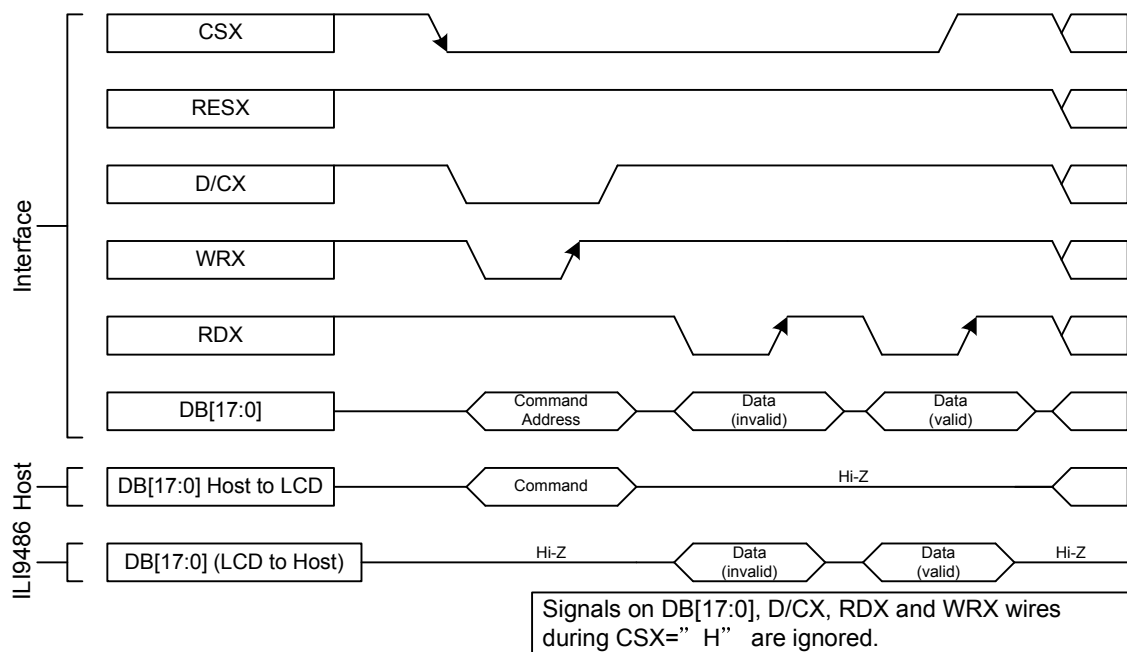 CSX
RESX
D/CX
WRX
RDX
DB[17:0]
Command
Address
Data
(invalid)
Data
(valid)
Interface
DB[17:0] Host to LCD
Command
Hi-Z
Host
DB[17:0] (LCD to Host)
Hi-Z
Data
(invalid)
Data
(valid)
Hi-Z
ILI9486
Signals on DB[17:0], D/CX, RDX and WRX wires
during CSX=” H” are ignored.